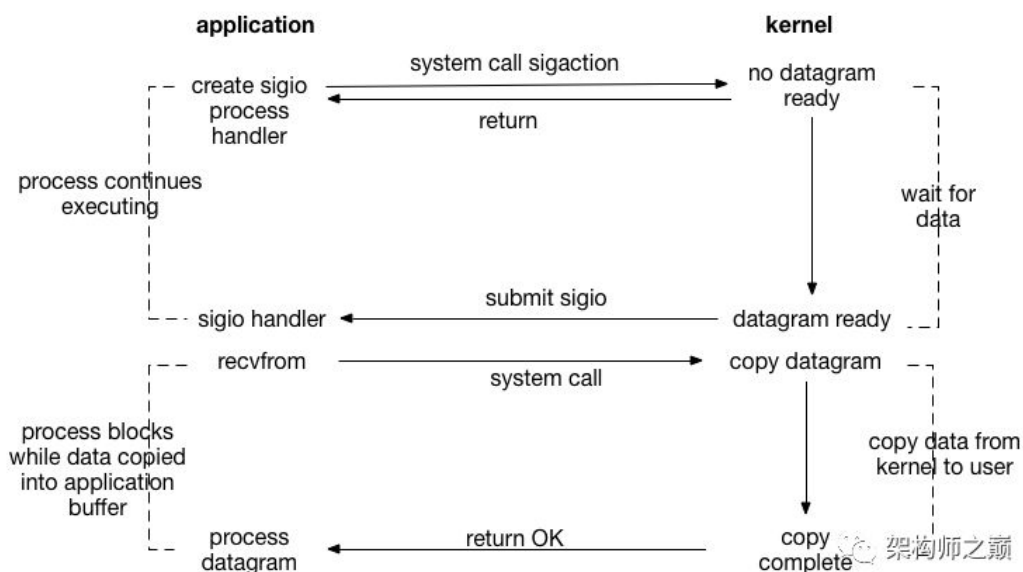 application
kernel
system call sigaction
create sigio
process
handler
no datagram
ready
return
process continues
executing
wait for
data
submit sigio
sigio handler
datagram ready
recvfrom
copy datagram
system call
process blocks
while data copied
into application
buffer
copy data from
kernel to user
process
datagram
return OK
copy
complete
架构师之巅